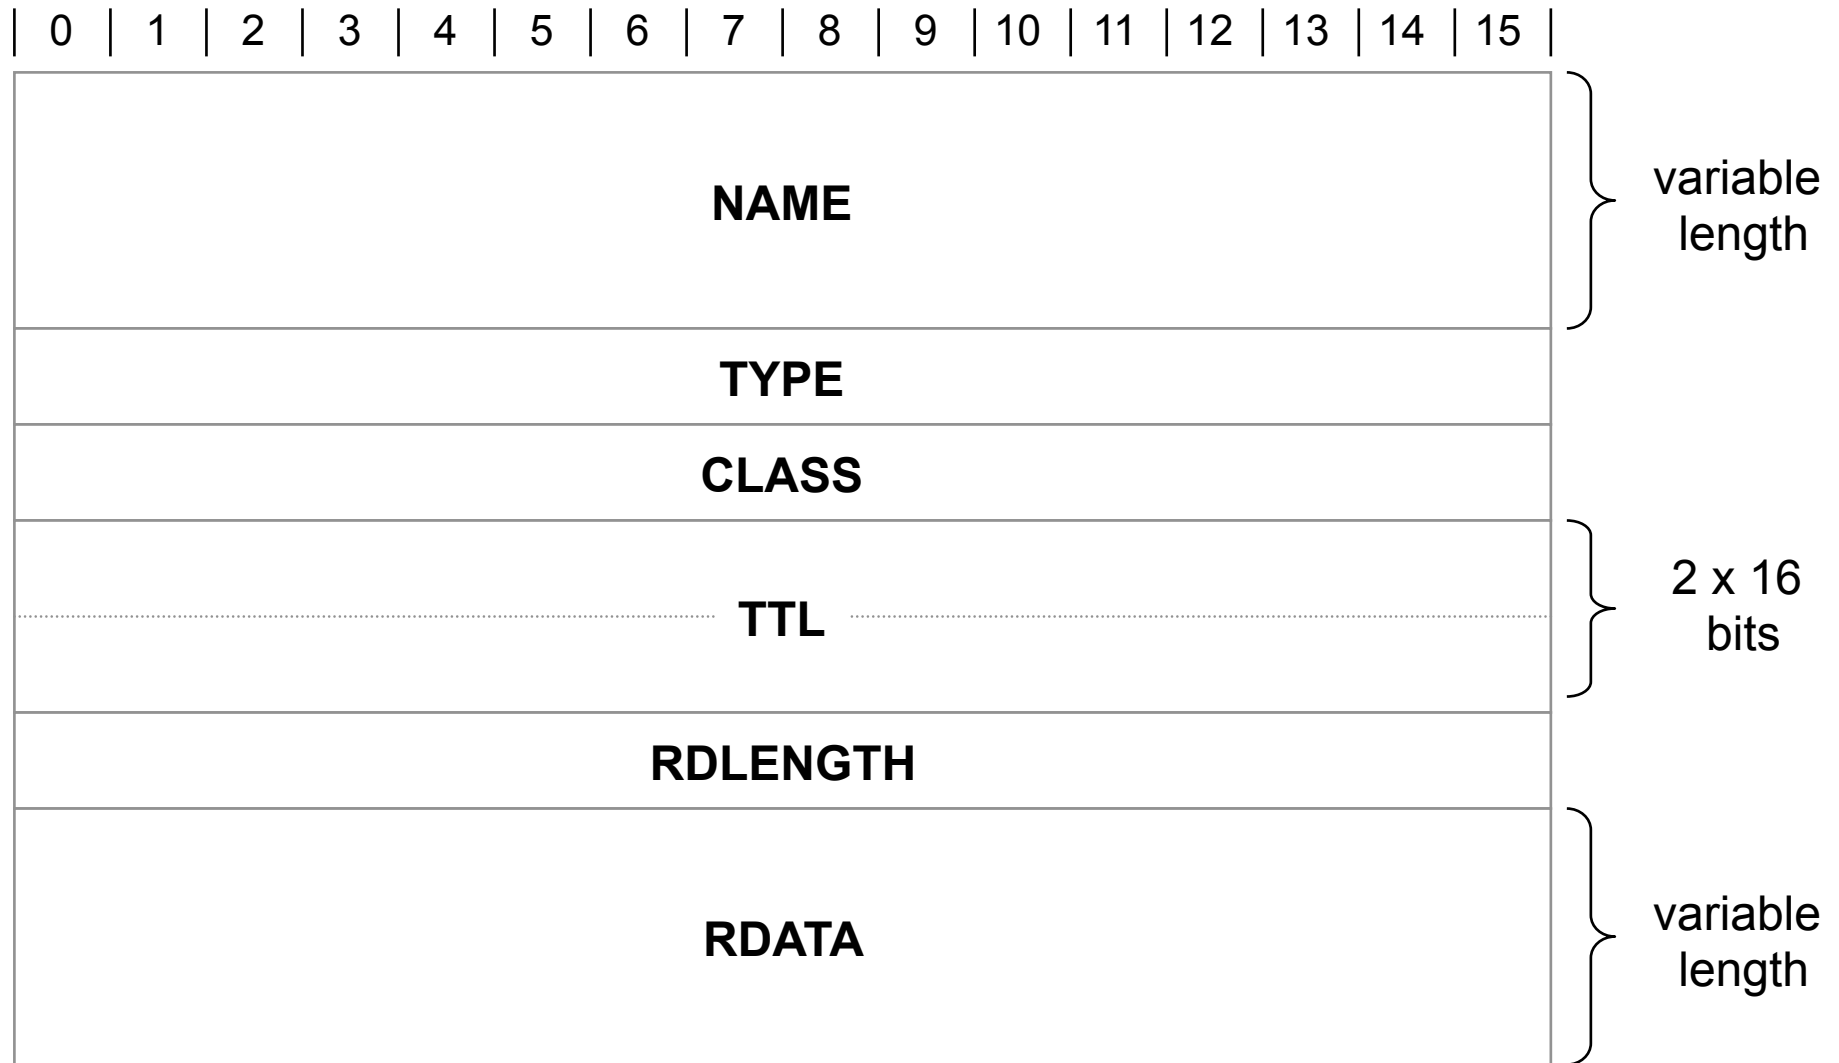 | 0 | 1 | 2 | 3 | 4 | 5 | 6 | 7 | 8 | 9 | 10 | 11 | 12 | 13 | 14 | 15 |
NAME
variable
length
TYPE
CLASS
TTL
2 x 16
bits
RDLENGTH
RDATA
variable
length